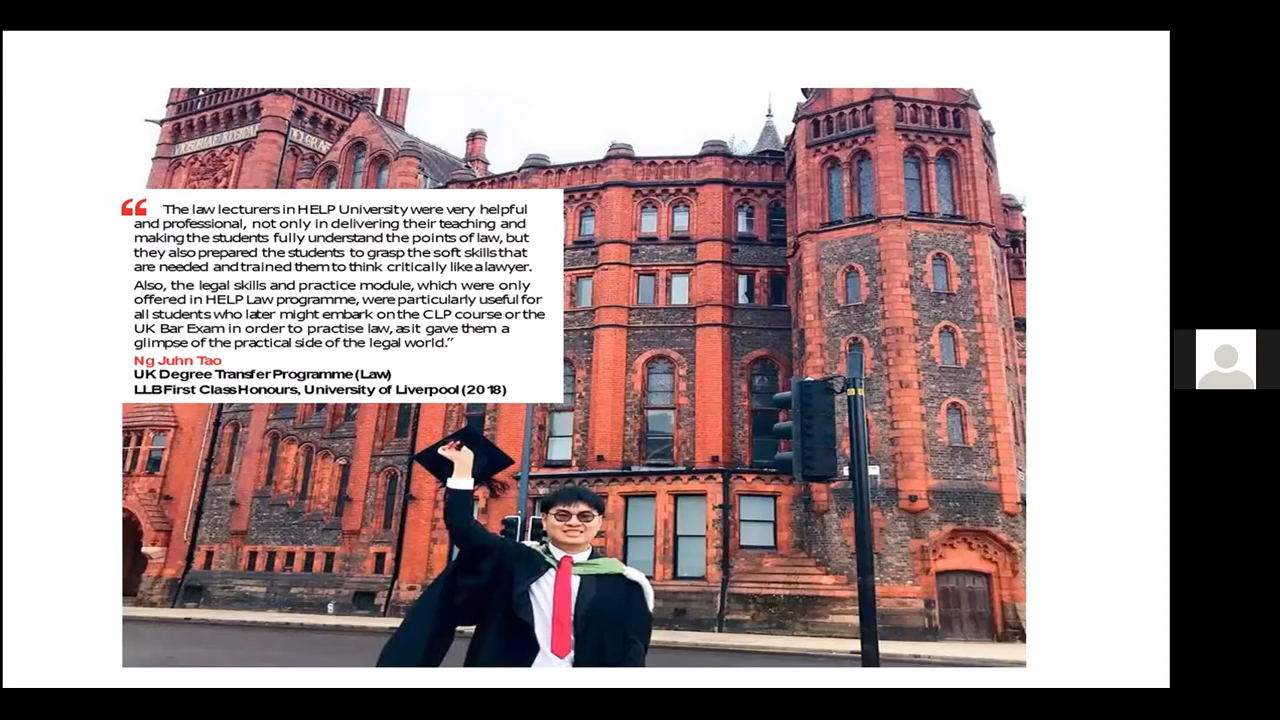 “ The law lecturers in HELP University were very helpful
and professional, not only in delivering their teaching and
making the students fully understand the points of law, but
they also prepared the students to grasp the soft skills that
are needed and trained them to think critically like a lawyer.
Also, the legal skills and practice module, which were only
offered in HELP Law programme, were particularly useful for
all students who later might embark on the CLP course or the
UK Bar Exam in order to practise law, as it gave them a
glimpse of the practical side of the legal world.”
Ng Juhn Tao
UK Degree Transfer Programme (Law)
LLB First Class Honours, University of Liverpool (2018)